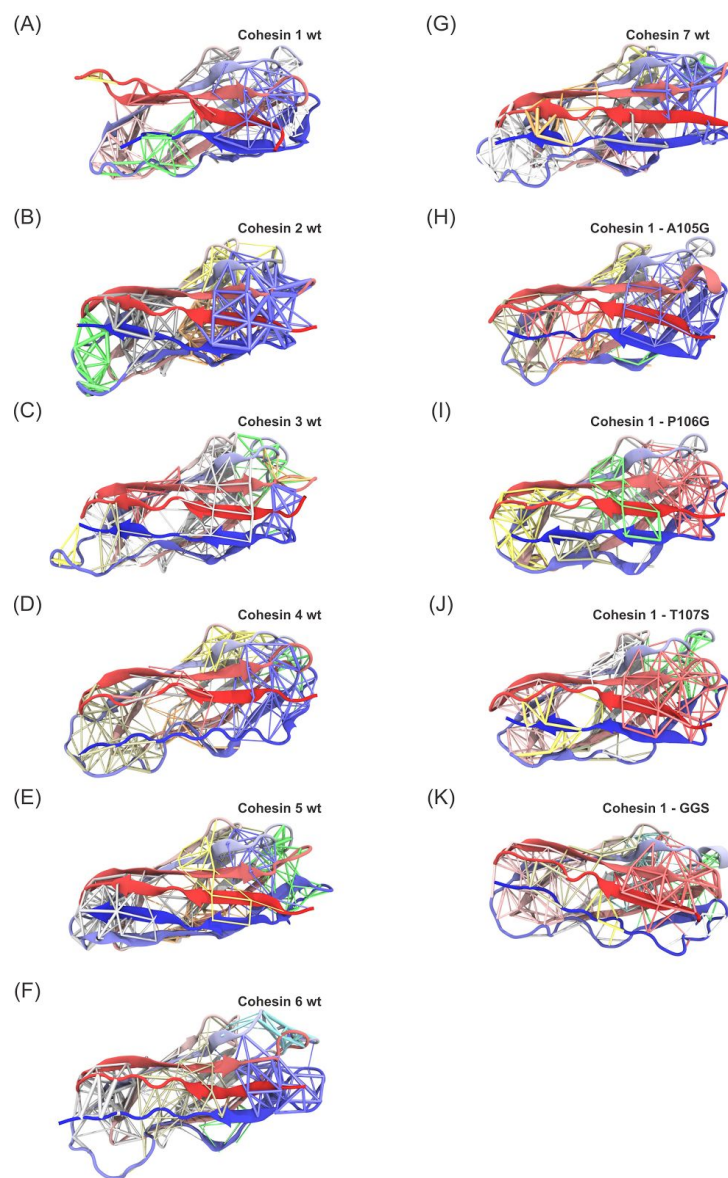 (A)
Cohesin 1 wt
(B)
Cohesin 2 wt
(C)
Cohesin 3 wt
(D)
Cohesin 4 wt
(E)
Cohesin 5 wt
(F)
Cohesin 6 wt
(G)
Cohesin 7 wt
(H)
Cohesin 1 - A105G
(I)
Cohesin 1 - P106G
(J)
Cohesin 1 - T107S
(K)
Cohesin 1 - GGS